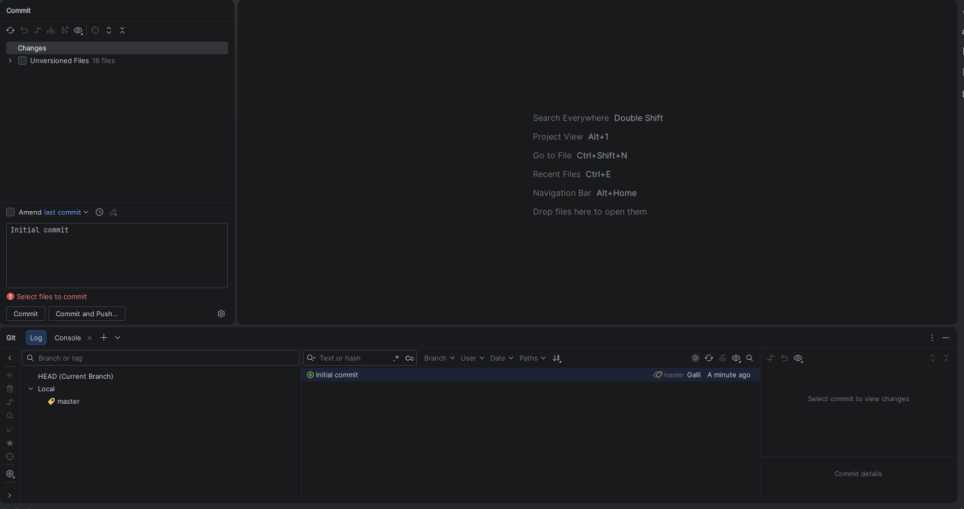 Commit
Changes
Unversioned Files 18 files
Amend last commit
Initial commit
Select files to commit
Commit
Commit and Push...
Search Everywhere Double Shift
Project View Alt+1
Go to File Ctrl+Shift+N
Recent Files Ctrl+E
Navigation Bar Alt+Home
Drop files here to open them
Git Log Console
Branch or tag
HEAD (Current Branch)
Local
master
Text or hash .* Cc Branch User Date Paths
Initial commit master Galli A minute ago
Select commit to view changes
Commit details